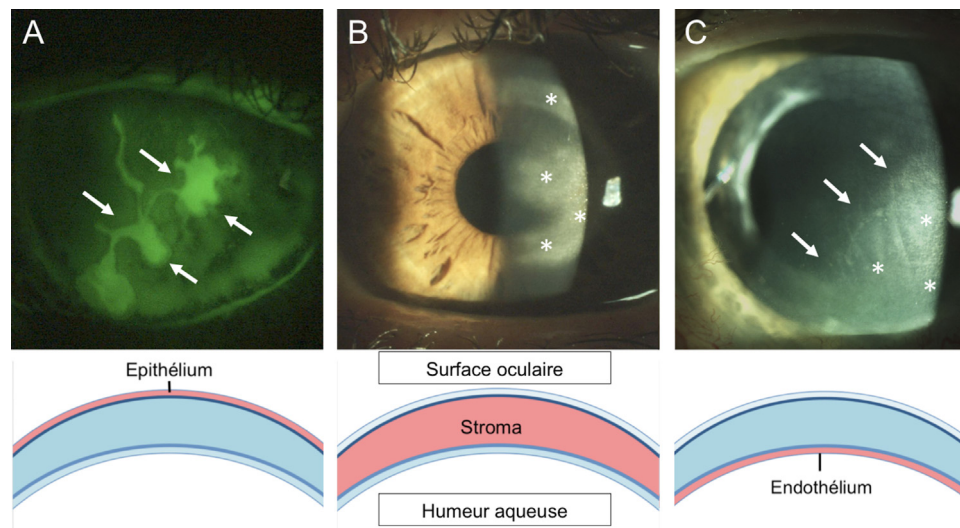 A
B
C
*
*
*
*
*
*
*
Epithélium
Surface oculaire
Stroma
Humeur aqueuse
Endothélium